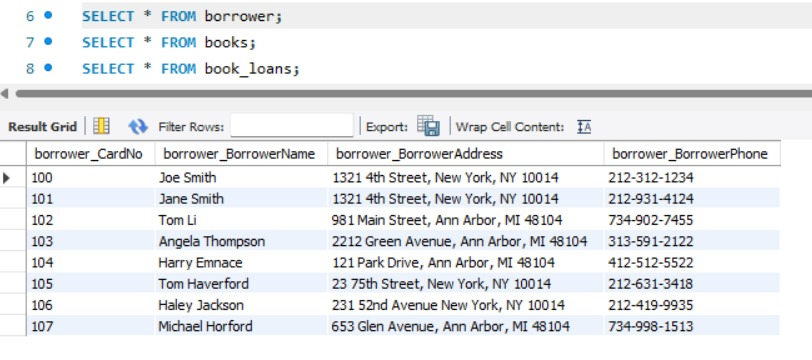 6 SELECT * FROM borrower;
7 SELECT * FROM books;
8 SELECT * FROM book_loans;
Result Grid Filter Rows: Export: Wrap Cell Content: IA
borrower_CardNo borrower_BorrowerName borrower_BorrowerAddress borrower_BorrowerPhone
100 Joe Smith 1321 4th Street, New York, NY 10014 212-312-1234
101 Jane Smith 1321 4th Street, New York, NY 10014 212-931-4124
102 Tom Li 981 Main Street, Ann Arbor, MI 48104 734-902-7455
103 Angela Thompson 2212 Green Avenue, Ann Arbor, MI 48104 313-591-2122
104 Harry Emnace 121 Park Drive, Ann Arbor, MI 48104 412-512-5522
105 Tom Haverford 23 75th Street, New York, NY 10014 212-631-3418
106 Haley Jackson 231 52nd Avenue New York, NY 10014 212-419-9935
107 Michael Horford 653 Glen Avenue, Ann Arbor, MI 48104 734-998-1513